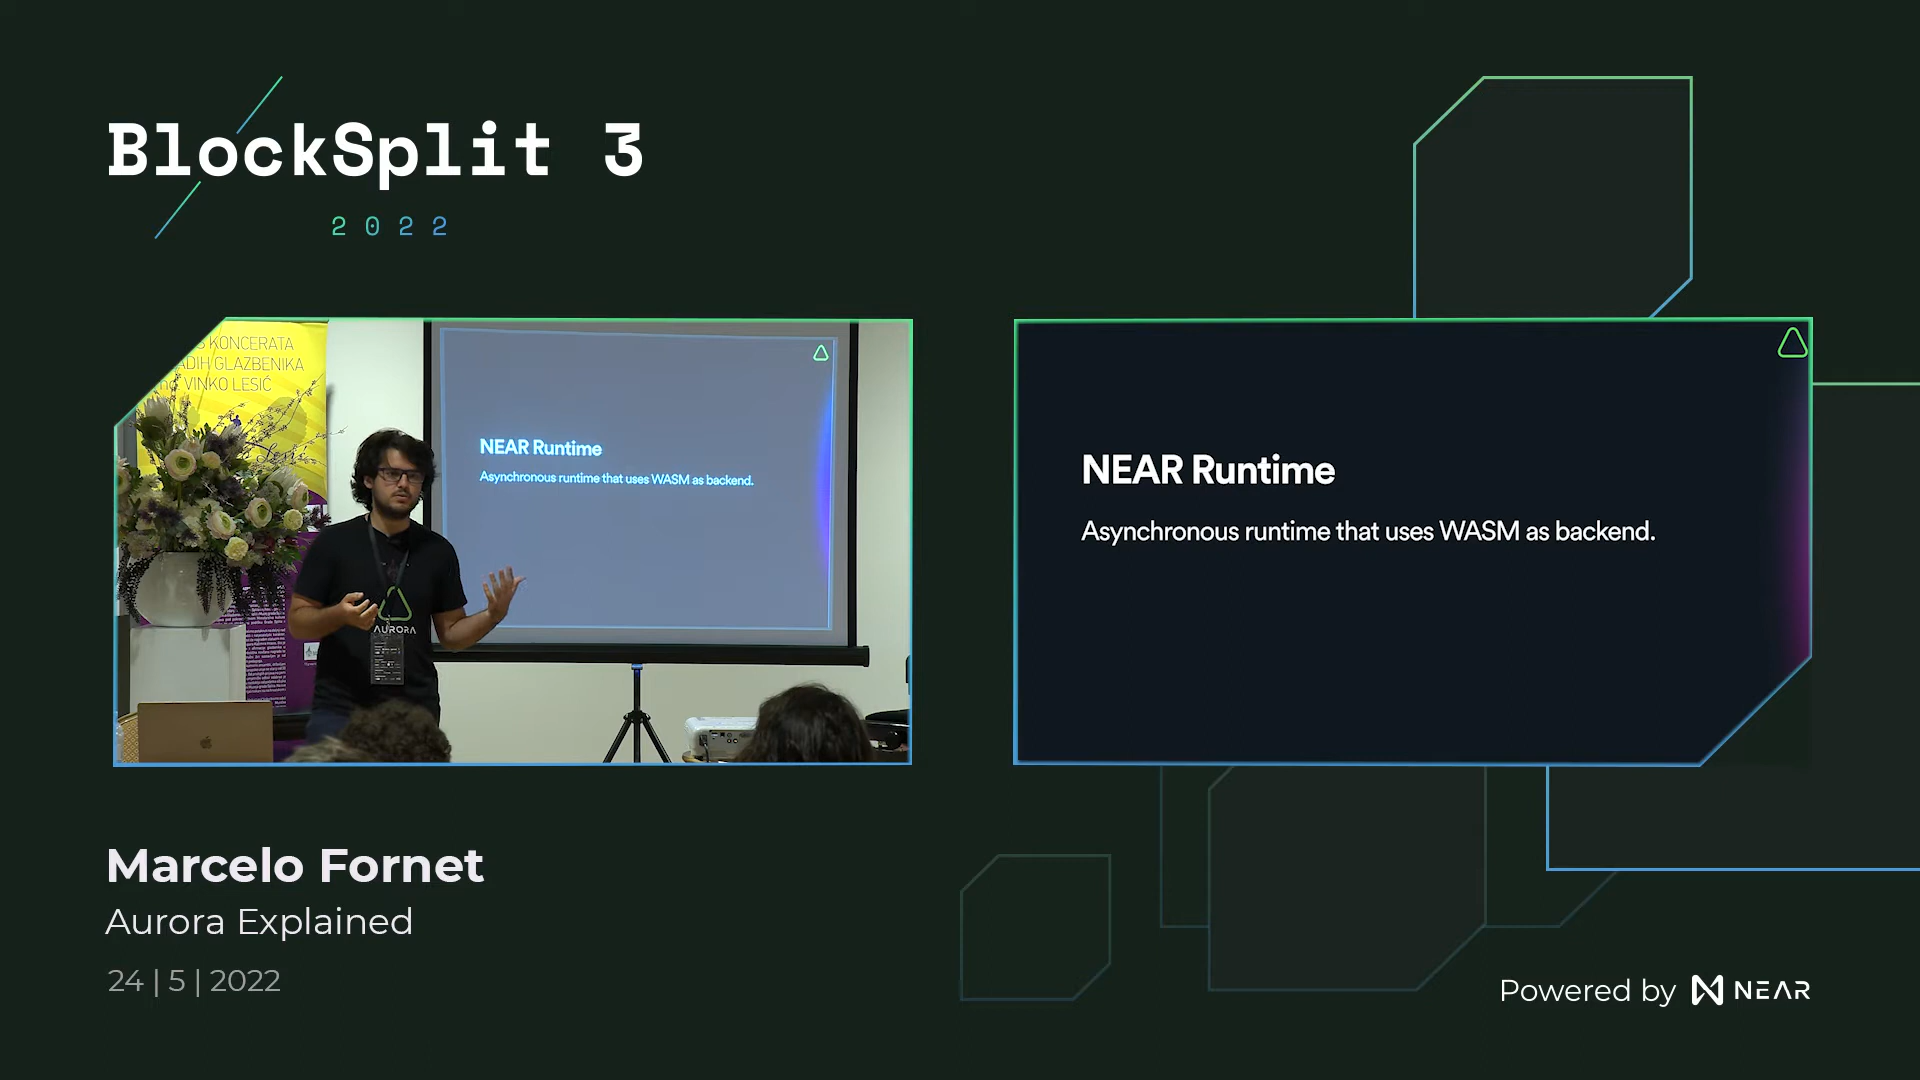 BlockSplit 3
2022
KONCERATA
GLAZBENIKA
VINKO LESIĆ
NEAR Runtime
Asynchronous runtime that uses WASM as backend.
AURORA
NEAR Runtime
Asynchronous runtime that uses WASM as backend.
Marcelo Fornet
Aurora Explained
24 | 5 | 2022
Powered by NEAR